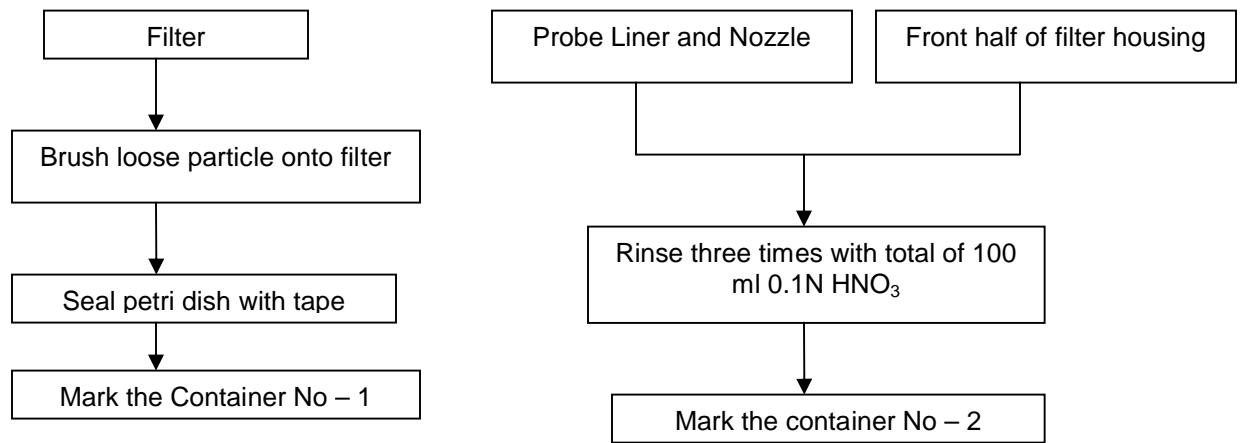 Filter
Brush loose particle onto filter
Seal petri dish with tape
Mark the Container No – 1
Probe Liner and Nozzle
Front half of filter housing
Rinse three times with total of 100
ml 0.1N HNO₃
Mark the container No – 2